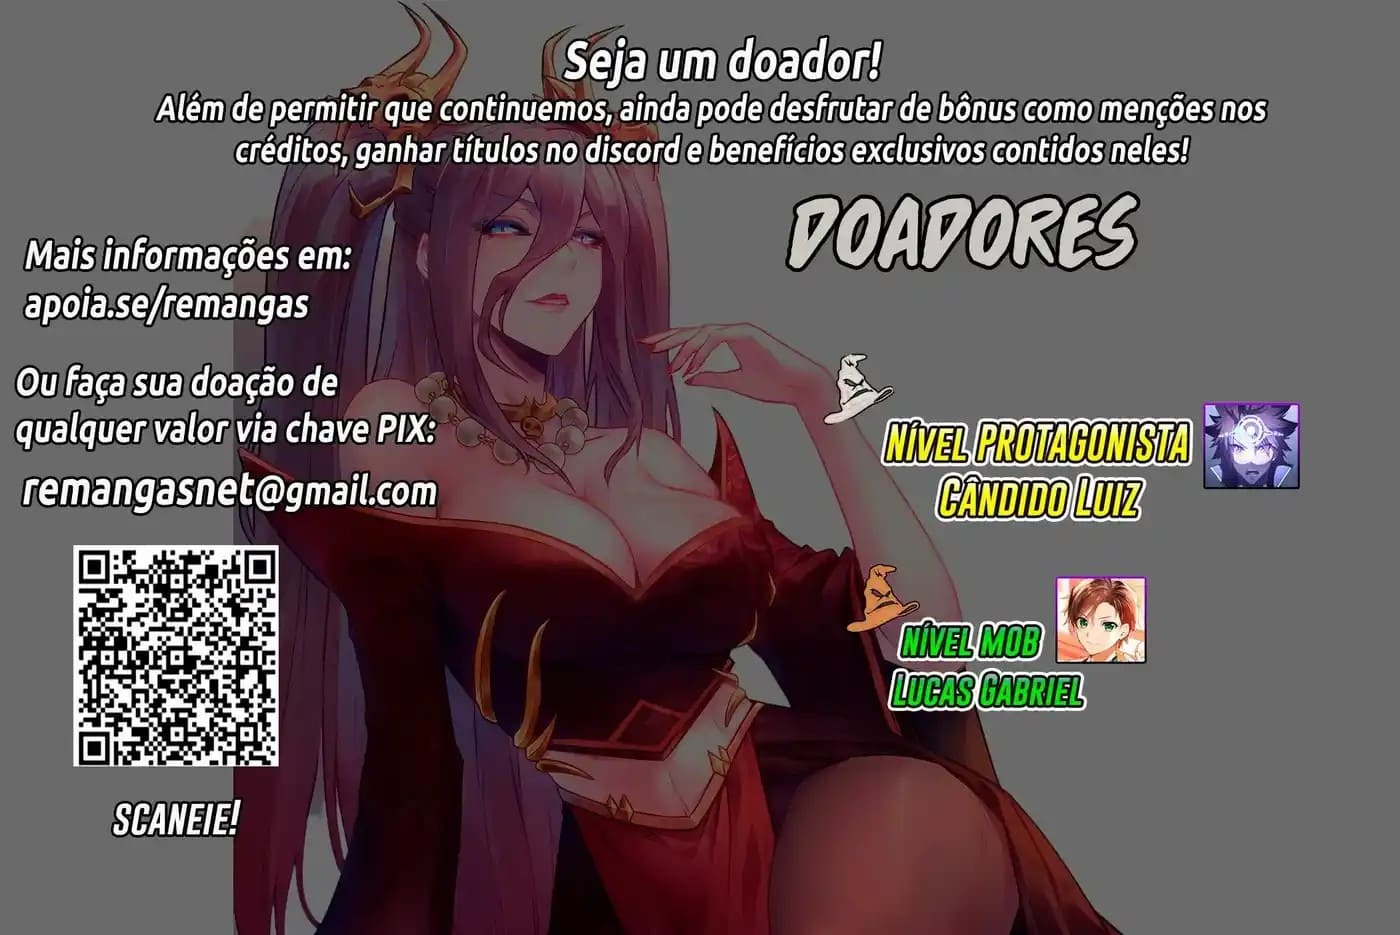 Seja um doador!
Além de permitir que continuemos, ainda pode desfrutar de bônus como menções nos
créditos, ganhar títulos no discord e benefícios exclusivos contidos neles!
DOADORES
Mais informações em:
apoia.se/remangas
Ou faça sua doação de
qualquer valor via chave PIX:
remangasnet@gmail.com
SCANEIE!
NÍVEL PROTAGONISTA
CÂNDIDO LUIZ
NÍVEL MOB
LUCAS GABRIEL